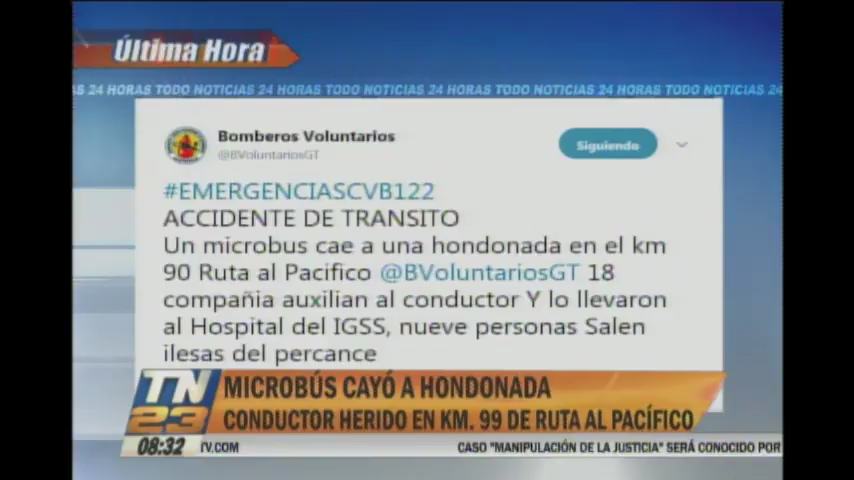 Última Hora
AS 24 HORAS TODO NOTICIAS 24 HORAS TODO NOTICIAS 24 HORAS TODO NOTICIAS 24 HORAS TODO NOTICIAS 24
Bomberos Voluntarios
@BVoluntariosGT
Siguiendo
#EMERGENCIASCVB122
ACCIDENTE DE TRANSITO
Un microbus cae a una hondonada en el km
90 Ruta al Pacifico @BVoluntariosGT 18
compañia auxilian al conductor Y lo llevaron
al Hospital del IGSS, nueve personas Salen
ilesas del percance
TN
23
MICROBÚS CAYÓ A HONDONADA
CONDUCTOR HERIDO EN KM. 99 DE RUTA AL PACÍFICO
08:32
TV.COM
CASO "MANIPULACIÓN DE LA JUSTICIA" SERÁ CONOCIDO POR